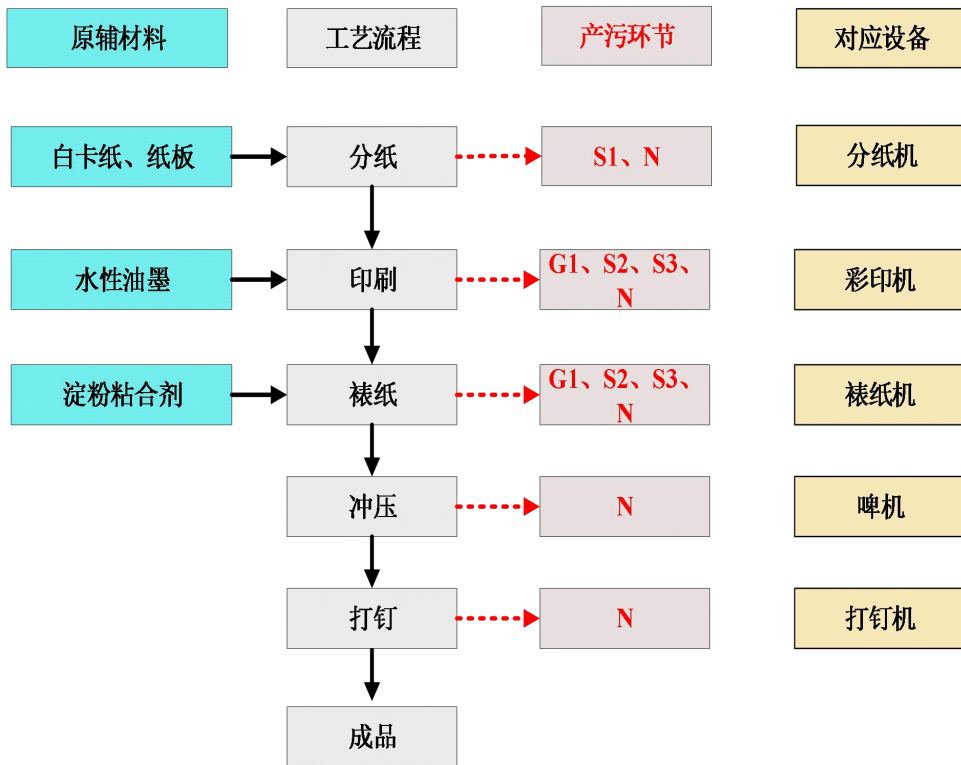 原辅材料 工艺流程 产污环节 对应设备
白卡纸、纸板 分纸 S1、N 分纸机
水性油墨 印刷 G1、S2、S3、
N 彩印机
淀粉粘合剂 裱纸 G1、S2、S3、
N 裱纸机
冲压 N 啤机
打钉 N 打钉机
成品